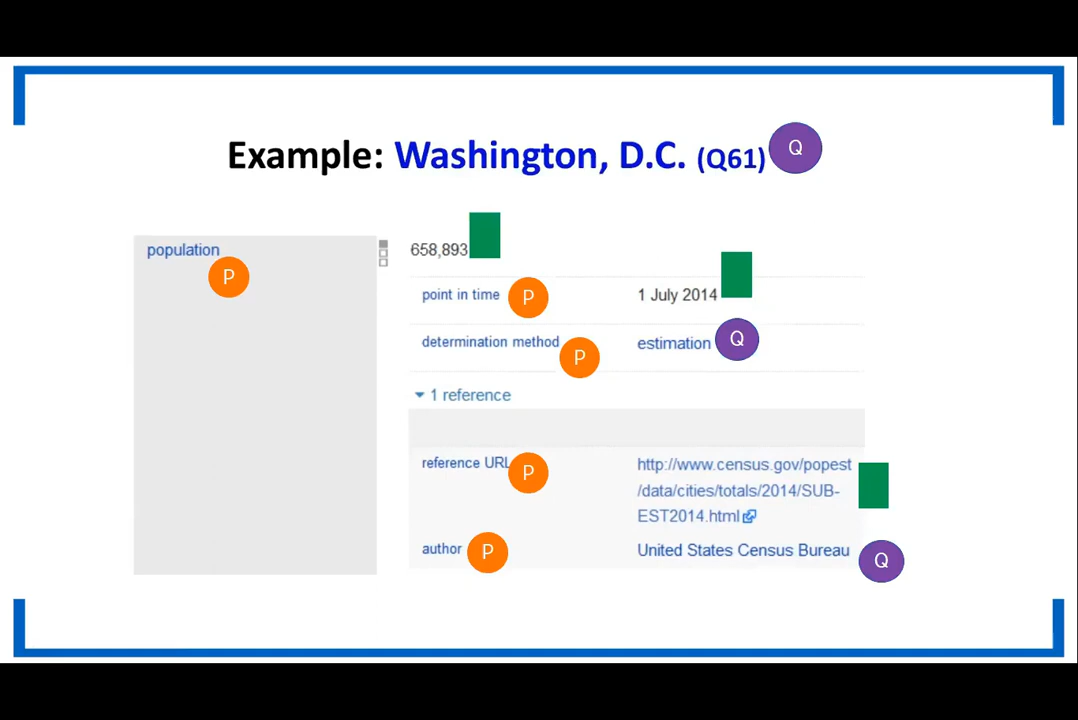 Example: Washington, D.C. (Q61) Q
population
P
658,893
point in time P 1 July 2014
determination method P estimation Q
1 reference
reference URL P http://www.census.gov/popest
/data/cities/totals/2014/SUB-
EST2014.html
author P United States Census Bureau Q